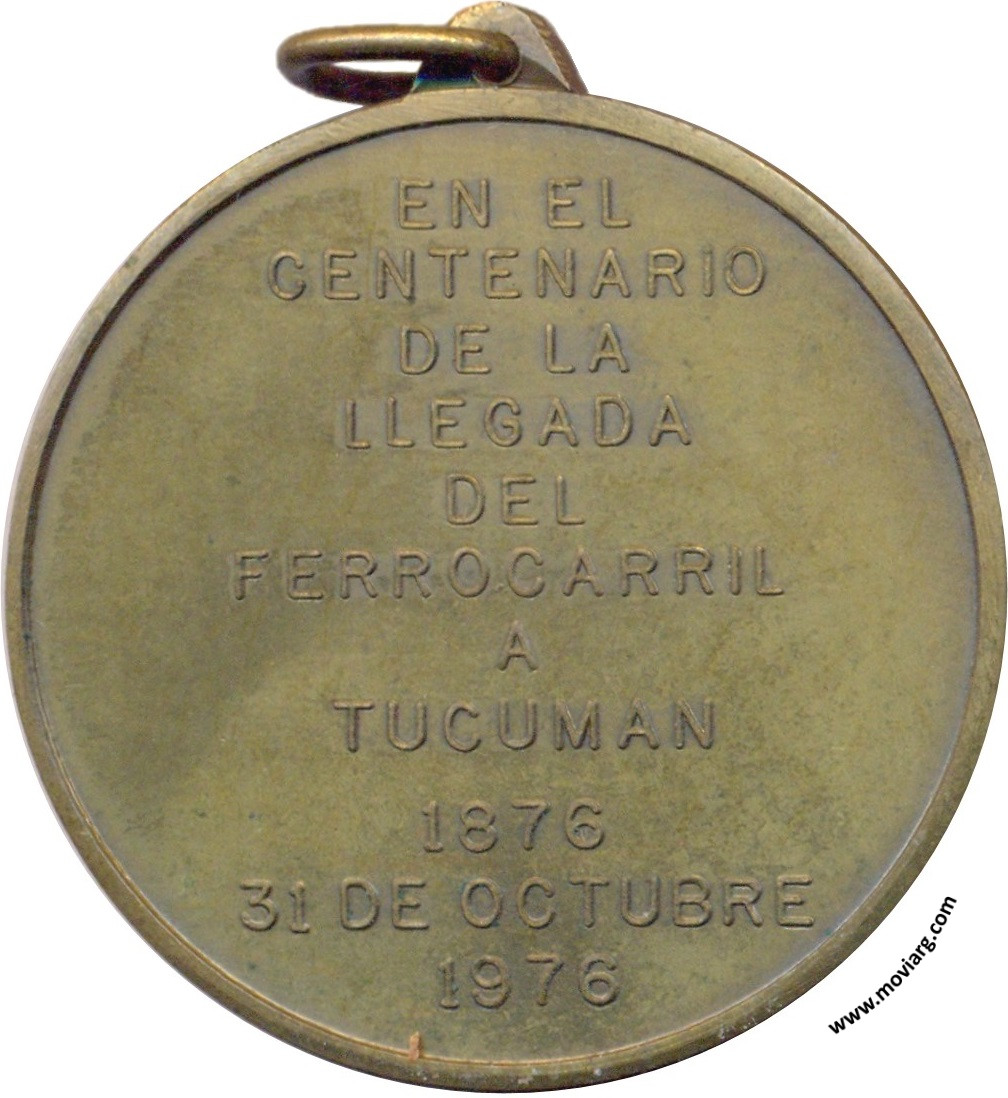 EN EL
CENTENARIO
DE LA
LLEGADA
DEL
FERROCARRIL
A
TUCUMAN
1876
31 DE OCTUBRE
1976
www.moviarg.com